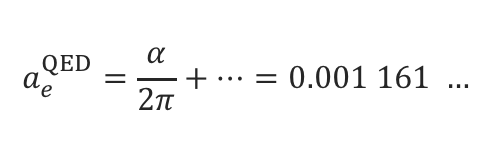 a_e^QED = α/2π + ⋯ = 0.001 161 ...